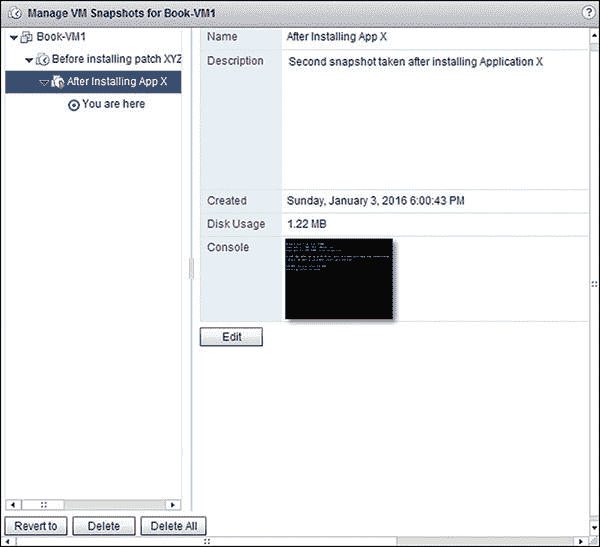 Manage VM Snapshots for Book-VM1
?
Book-VM1
Before installing patch XYZ
After Installing App X
You are here
Name After Installing App X
Description Second snapshot taken after installing Application X
Created Sunday, January 3, 2016 6:00:43 PM
Disk Usage 1.22 MB
Console
Edit
Revert to Delete Delete All